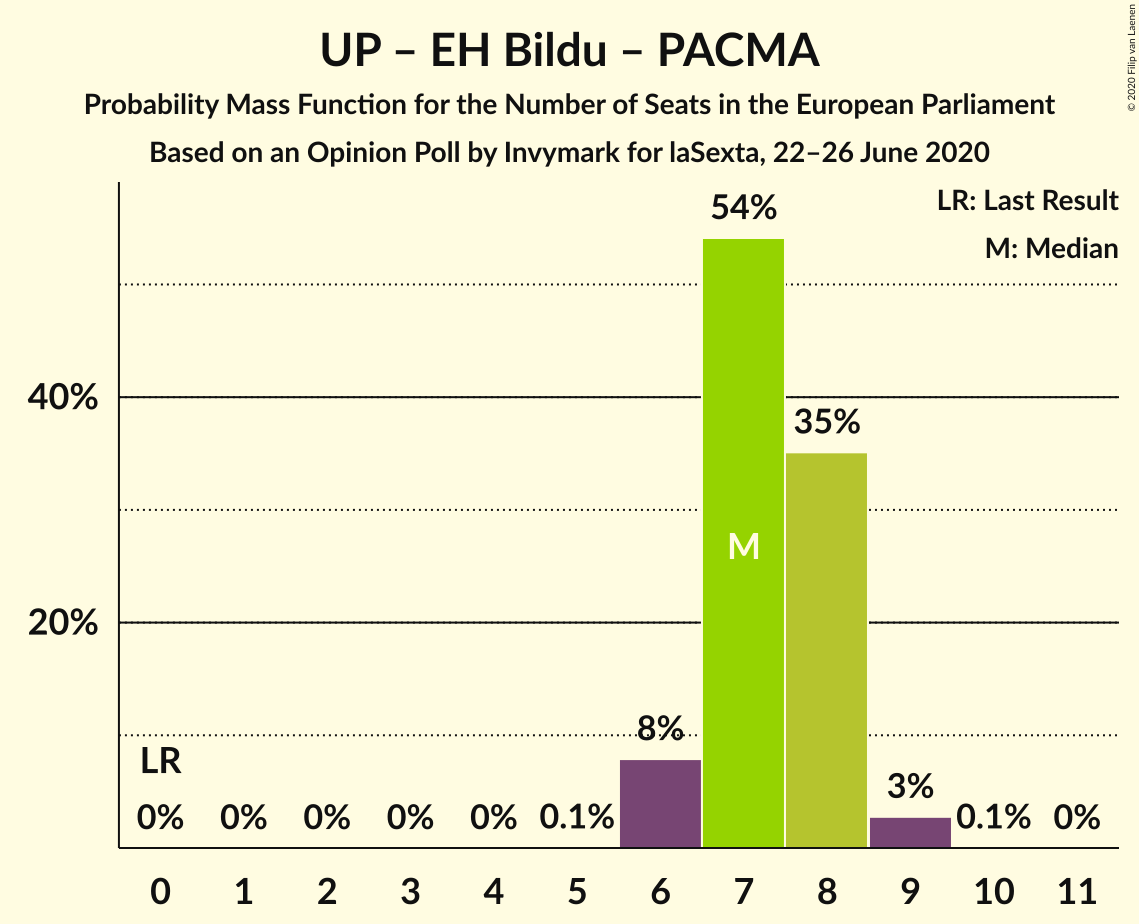 UP – EH Bildu – PACMA
Probability Mass Function for the Number of Seats in the European Parliament
Based on an Opinion Poll by Invymark for laSexta, 22–26 June 2020
© 2020 Filip van Laenen
LR: Last Result
M: Median
54%
40%
35%
M
20%
8%
LR
3%
0% 0% 0% 0% 0% 0.1% 0.1% 0%
0 1 2 3 4 5 6 7 8 9 10 11